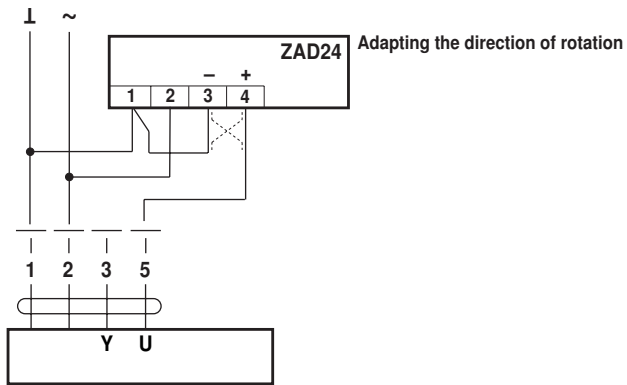 ⊥ ~
ZAD24
Adapting the direction of rotation
– +
1 2 3 4
1 2 3 5
Y U